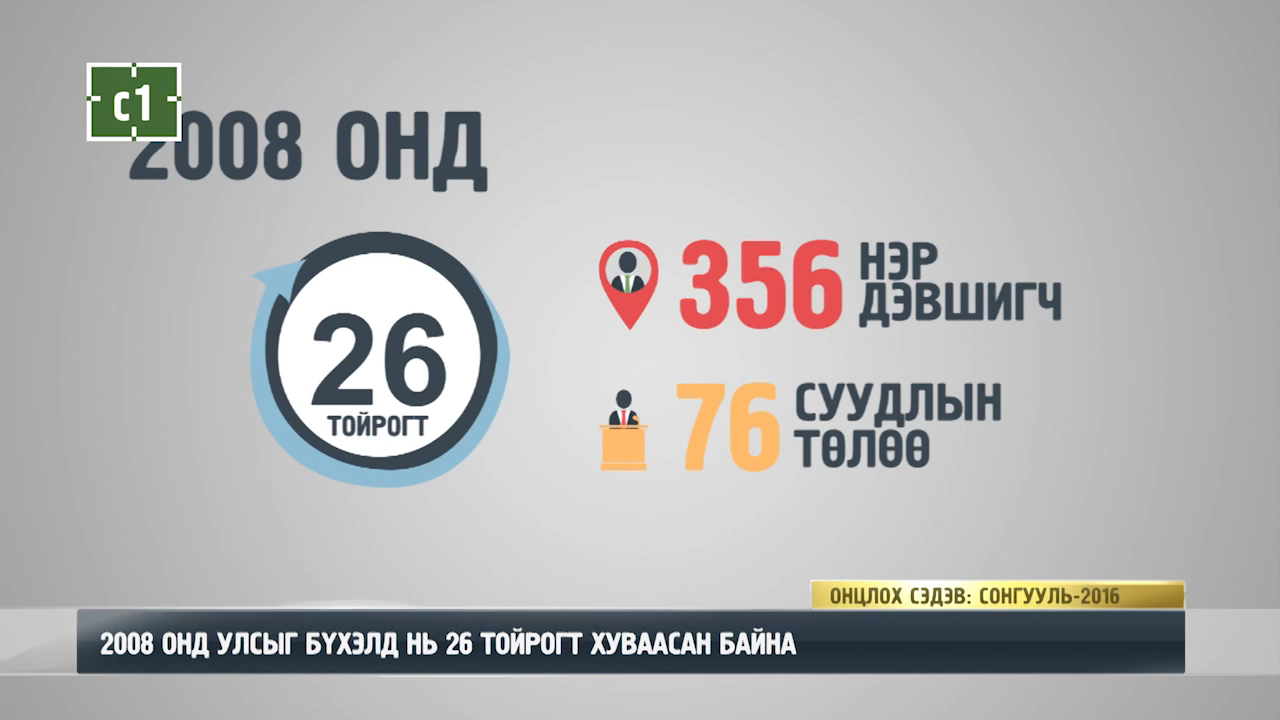 c1
2008 ОНД
26
ТОЙРОГТ
356 НЭР
ДЭВШИГЧ
76 СУУДЛЫН
ТӨЛӨӨ
ОНЦЛОХ СЭДЭВ: СОНГУУЛЬ-2016
2008 ОНД УЛСЫГ БҮХЭЛД НЬ 26 ТОЙРОГТ ХУВААСАН БАЙНА